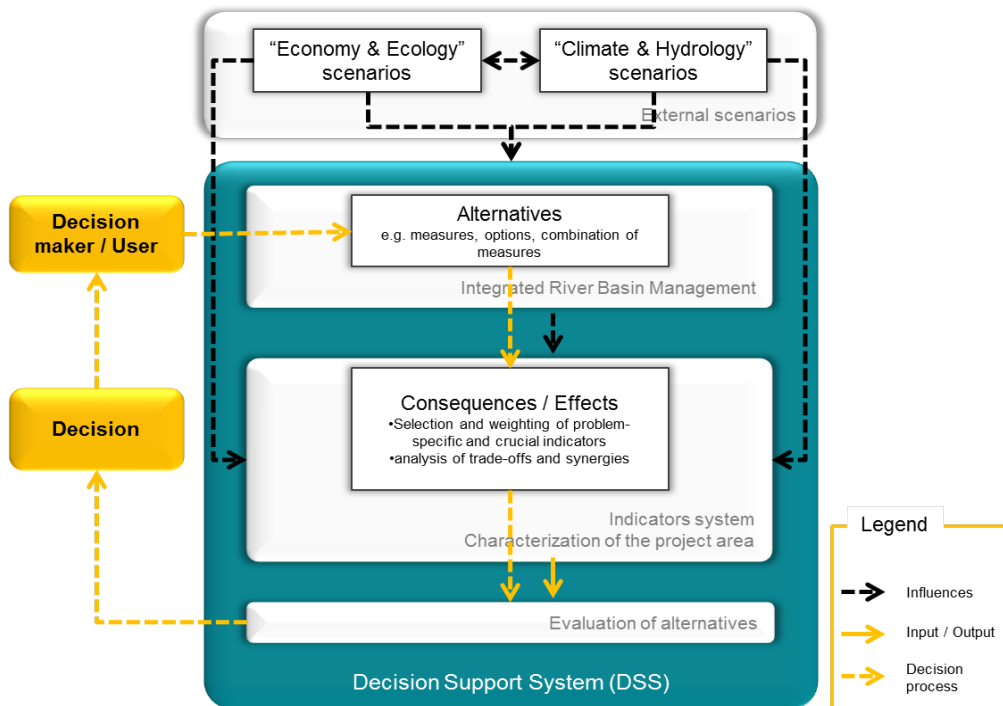 “Economy & Ecology”
scenarios
“Climate & Hydrology”
scenarios
External scenarios
Decision
maker / User
Alternatives
e.g. measures, options, combination of
measures
Integrated River Basin Management
Decision
Consequences / Effects
•Selection and weighting of problem-
specific and crucial indicators
•analysis of trade-offs and synergies
Indicators system
Characterization of the project area
Evaluation of alternatives
Decision Support System (DSS)
Legend
Influences
Input / Output
Decision
process